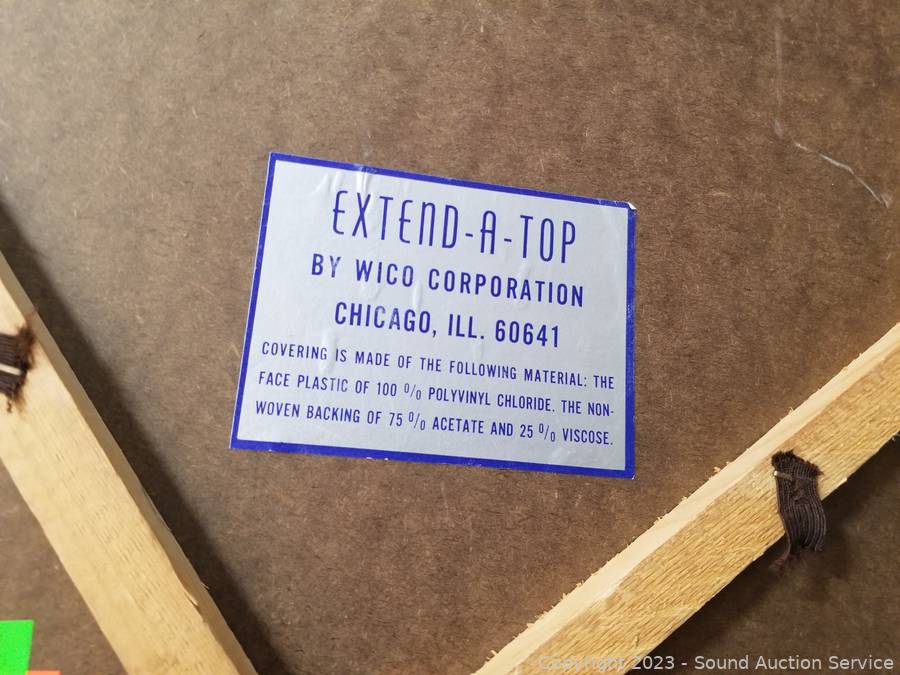 EXTEND-A-TOP
BY WICO CORPORATION
CHICAGO, ILL. 60641
COVERING IS MADE OF THE FOLLOWING MATERIAL: THE
FACE PLASTIC OF 100 % POLYVINYL CHLORIDE. THE NON-
WOVEN BACKING OF 75 % ACETATE AND 25 % VISCOSE.
Copyright 2023 - Sound Auction Service